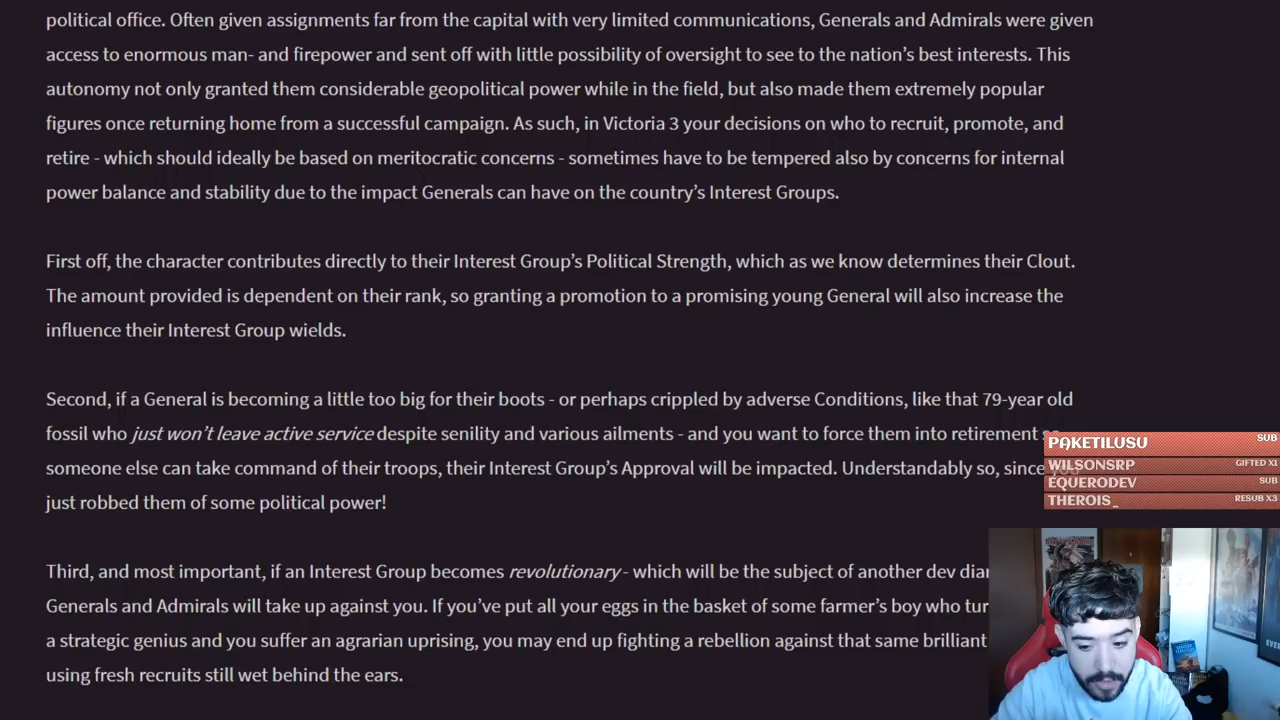 political office. Often given assignments far from the capital with very limited communications, Generals and Admirals were given
access to enormous man- and firepower and sent off with little possibility of oversight to see to the nation’s best interests. This
autonomy not only granted them considerable geopolitical power while in the field, but also made them extremely popular
figures once returning home from a successful campaign. As such, in Victoria 3 your decisions on who to recruit, promote, and
retire - which should ideally be based on meritocratic concerns - sometimes have to be tempered also by concerns for internal
power balance and stability due to the impact Generals can have on the country’s Interest Groups.
First off, the character contributes directly to their Interest Group’s Political Strength, which as we know determines their Clout.
The amount provided is dependent on their rank, so granting a promotion to a promising young General will also increase the
influence their Interest Group wields.
Second, if a General is becoming a little too big for their boots - or perhaps crippled by adverse Conditions, like that 79-year old
fossil who just won’t leave active service despite senility and various ailments - and you want to force them into retirement so
someone else can take command of their troops, their Interest Group’s Approval will be impacted. Understandably so, since you
just robbed them of some political power!
PAKETILUSU SUB
WILSONSRP GIFTED X1
EQUERODEV SUB
THEROIS_ RESUB X3
Third, and most important, if an Interest Group becomes revolutionary - which will be the subject of another dev
Generals and Admirals will take up against you. If you’ve put all your eggs in the basket of some farmer’s boy who
a strategic genius and you suffer an agrarian uprising, you may end up fighting a rebellion against that same brilliant
using fresh recruits still wet behind the ears.